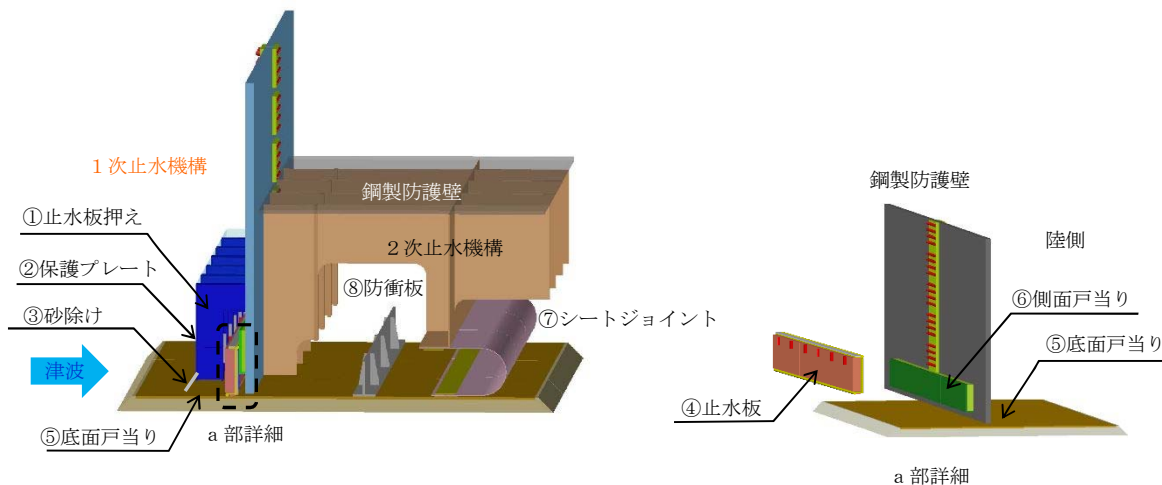 1次止水機構
①止水板押え
②保護プレート
③砂除け
津波
⑤底面戸当り
a 部詳細
鋼製防護壁
2次止水機構
⑧防衝板
⑦シートジョイント
鋼製防護壁
陸側
⑥側面戸当り
⑤底面戸当り
④止水板
a 部詳細